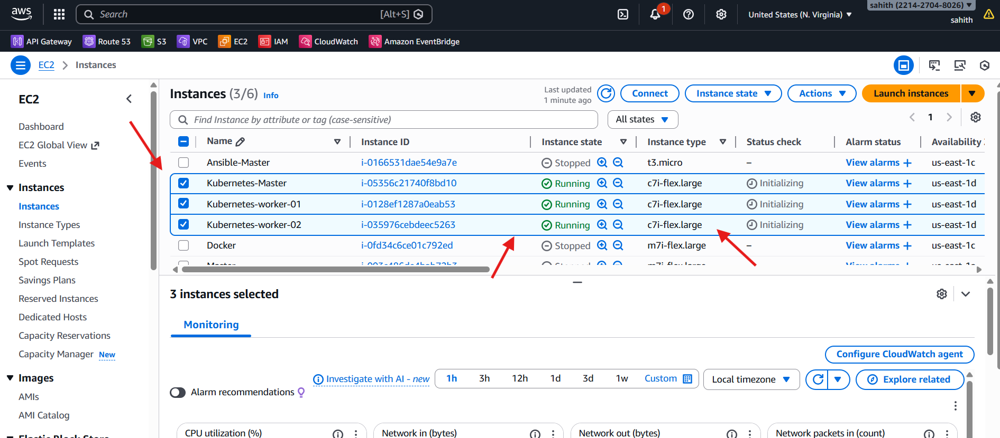 aws
Search [Alt+S]
1
United States (N. Virginia)
sahith (2214-2704-8026)
sahith
API Gateway Route 53 S3 VPC EC2 IAM CloudWatch Amazon EventBridge
EC2 Instances
EC2
Dashboard
EC2 Global View
Events
Instances
Instances
Instance Types
Launch Templates
Spot Requests
Savings Plans
Reserved Instances
Dedicated Hosts
Capacity Reservations
Capacity Manager New
Images
AMIs
AMI Catalog
Elastic Block Store
Instances (3/6) Info
Last updated
1 minute ago
Connect Instance state Actions Launch instances
Find Instance by attribute or tag (case-sensitive)
All states
1
Name Instance ID Instance state Instance type Status check Alarm status Availability
Ansible-Master i-0166531dae54e9a7e Stopped t3.micro – View alarms + us-east-1c
Kubernetes-Master i-05356c21740f8bd10 Running c7i-flex.large Initializing View alarms + us-east-1d
Kubernetes-worker-01 i-0128ef1287a0eab53 Running c7i-flex.large Initializing View alarms + us-east-1d
Kubernetes-worker-02 i-035976cebdeec5263 Running c7i-flex.large Initializing View alarms + us-east-1d
Docker i-0fd34c6ce01c792ed Stopped m7i-flex.large – View alarms + us-east-1c
3 instances selected
Monitoring
Configure CloudWatch agent
Alarm recommendations
Investigate with AI - new
1h 3h 12h 1d 3d 1w Custom
Local timezone
Explore related
CPU utilization (%)
Network in (bytes)
Network out (bytes)
Network packets in (count)